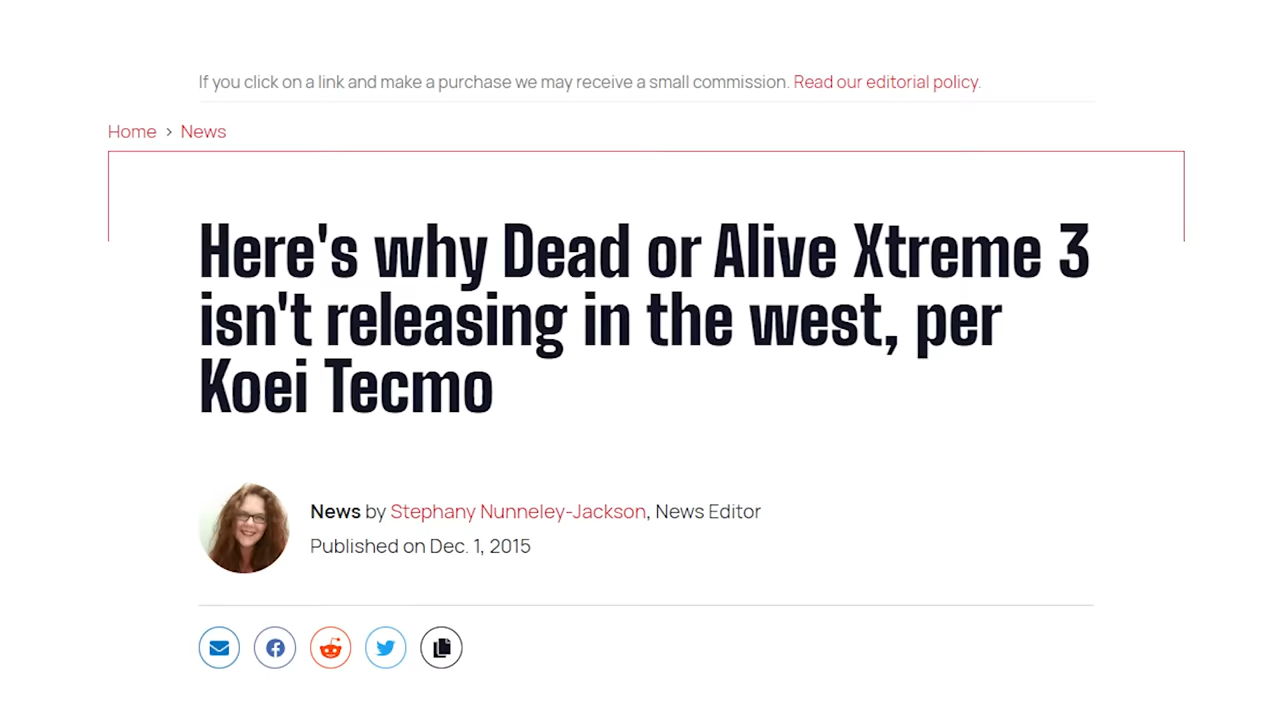 If you click on a link and make a purchase we may receive a small commission. Read our editorial policy.
Home > News
Here's why Dead or Alive Xtreme 3
isn't releasing in the west, per
Koei Tecmo
News by Stephany Nunneley-Jackson, News Editor
Published on Dec. 1, 2015